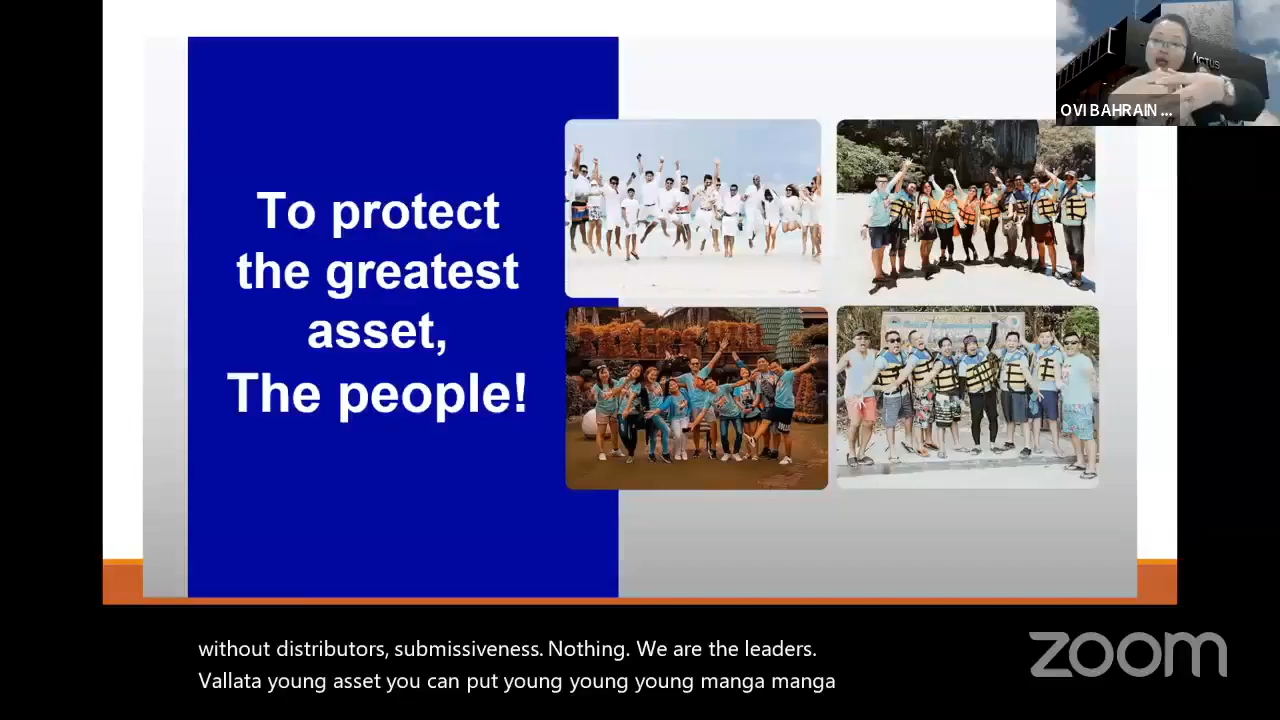 To protect
the greatest
asset,
The people!
VICTUS
OVI BAHRAIN ...
without distributors, submissiveness. Nothing. We are the leaders.
Vallata young asset you can put young young young manga manga
zoom